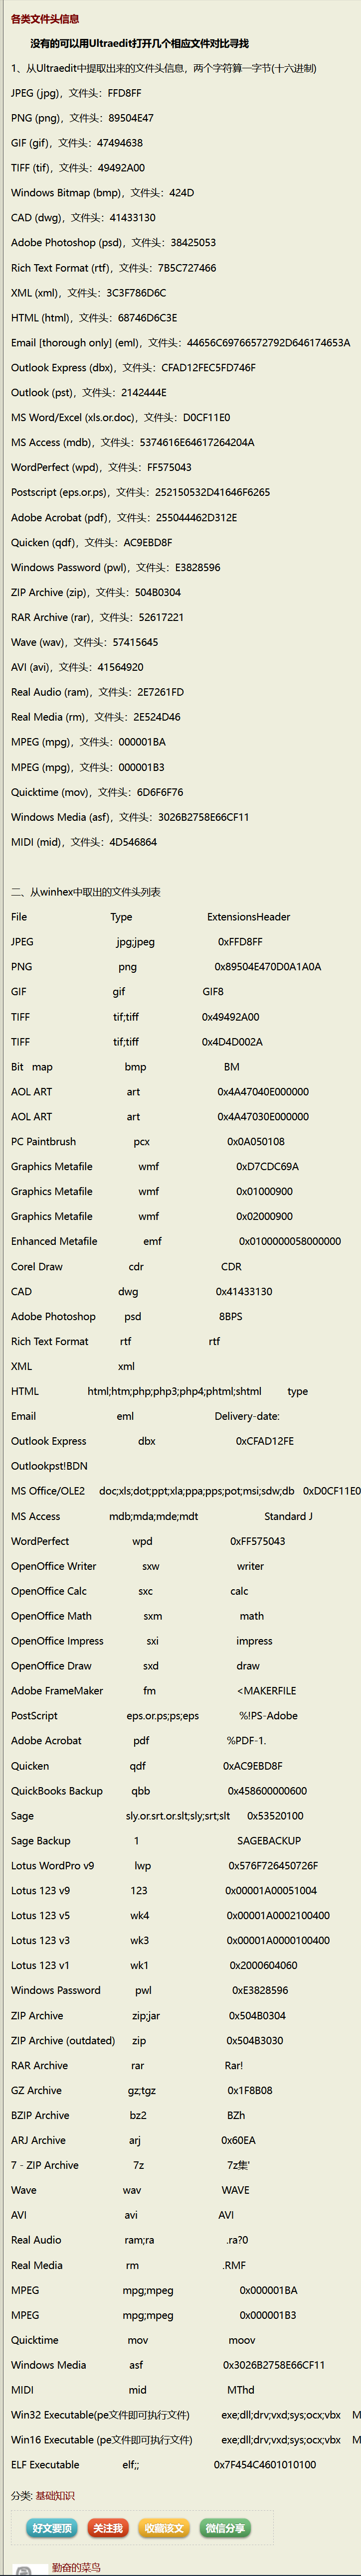 各类文件头信息
没有的可以用Ultraedit打开几个相应文件对比寻找
1、从Ultraedit中提取出来的文件头信息，两个字符算一字节(十六进制)
JPEG (jpg)，文件头：FFD8FF
PNG (png)，文件头：89504E47
GIF (gif)，文件头：47494638
TIFF (tif)，文件头：49492A00
Windows Bitmap (bmp)，文件头：424D
CAD (dwg)，文件头：41433130
Adobe Photoshop (psd)，文件头：38425053
Rich Text Format (rtf)，文件头：7B5C727466
XML (xml)，文件头：3C3F786D6C
HTML (html)，文件头：68746D6C3E
Email [thorough only] (eml)，文件头：44656C69766572792D646174653A
Outlook Express (dbx)，文件头：CFAD12FEC5FD746F
Outlook (pst)，文件头：2142444E
MS Word/Excel (xls.or.doc)，文件头：D0CF11E0
MS Access (mdb)，文件头：5374616E64617264204A
WordPerfect (wpd)，文件头：FF575043
Postscript (eps.or.ps)，文件头：252150532D41646F6265
Adobe Acrobat (pdf)，文件头：255044462D312E
Quicken (qdf)，文件头：AC9EBD8F
Windows Password (pwl)，文件头：E3828596
ZIP Archive (zip)，文件头：504B0304
RAR Archive (rar)，文件头：52617221
Wave (wav)，文件头：57415645
AVI (avi)，文件头：41564920
Real Audio (ram)，文件头：2E7261FD
Real Media (rm)，文件头：2E524D46
MPEG (mpg)，文件头：000001BA
MPEG (mpg)，文件头：000001B3
Quicktime (mov)，文件头：6D6F6F76
Windows Media (asf)，文件头：3026B2758E66CF11
MIDI (mid)，文件头：4D546864
二、从winhex中取出的文件头列表
File Type ExtensionsHeader
JPEG jpg;jpeg 0xFFD8FF
PNG png 0x89504E470D0A1A0A
GIF gif GIF8
TIFF tif;tiff 0x49492A00
TIFF tif;tiff 0x4D4D002A
Bit map bmp BM
AOL ART art 0x4A47040E000000
AOL ART art 0x4A47030E000000
PC Paintbrush pcx 0x0A050108
Graphics Metafile wmf 0xD7CDC69A
Graphics Metafile wmf 0x01000900
Graphics Metafile wmf 0x02000900
Enhanced Metafile emf 0x0100000058000000
Corel Draw cdr CDR
CAD dwg 0x41433130
Adobe Photoshop psd 8BPS
Rich Text Format rtf rtf
XML xml
HTML html;htm;php;php3;php4;phtml;shtml type
Email eml Delivery-date:
Outlook Express dbx 0xCFAD12FE
Outlookpst!BDN
MS Office/OLE2 doc;xls;dot;ppt;xla;ppa;pps;pot;msi;sdw;db 0xD0CF11E0
MS Access mdb;mda;mde;mdt Standard J
WordPerfect wpd 0xFF575043
OpenOffice Writer sxw writer
OpenOffice Calc sxc calc
OpenOffice Math sxm math
OpenOffice Impress sxi impress
OpenOffice Draw sxd draw
Adobe FrameMaker fm <MAKERFILE
PostScript eps.or.ps;ps;eps %!PS-Adobe
Adobe Acrobat pdf %PDF-1.
Quicken qdf 0xAC9EBD8F
QuickBooks Backup qbb 0x458600000600
Sage sly.or.srt.or.slt;sly;srt;slt 0x53520100
Sage Backup 1 SAGEBACKUP
Lotus WordPro v9 lwp 0x576F726450726F
Lotus 123 v9 123 0x00001A00051004
Lotus 123 v5 wk4 0x00001A0002100400
Lotus 123 v3 wk3 0x00001A0000100400
Lotus 123 v1 wk1 0x2000604060
Windows Password pwl 0xE3828596
ZIP Archive zip;jar 0x504B0304
ZIP Archive (outdated) zip 0x504B3030
RAR Archive rar Rar!
GZ Archive gz;tgz 0x1F8B08
BZIP Archive bz2 BZh
ARJ Archive arj 0x60EA
7 - ZIP Archive 7z 7z集'
Wave wav WAVE
AVI avi AVI
Real Audio ram;ra .ra?0
Real Media rm .RMF
MPEG mpg;mpeg 0x000001BA
MPEG mpg;mpeg 0x000001B3
Quicktime mov moov
Windows Media asf 0x3026B2758E66CF11
MIDI mid MThd
Win32 Executable(pe文件即可执行文件) exe;dll;drv;vxd;sys;ocx;vbx M
Win16 Executable (pe文件即可执行文件) exe;dll;drv;vxd;sys;ocx;vbx M
ELF Executable elf;; 0x7F454C4601010100
分类: 基础知识
好文要顶 关注我 收藏该文 微信分享
勤奋的菜鸟